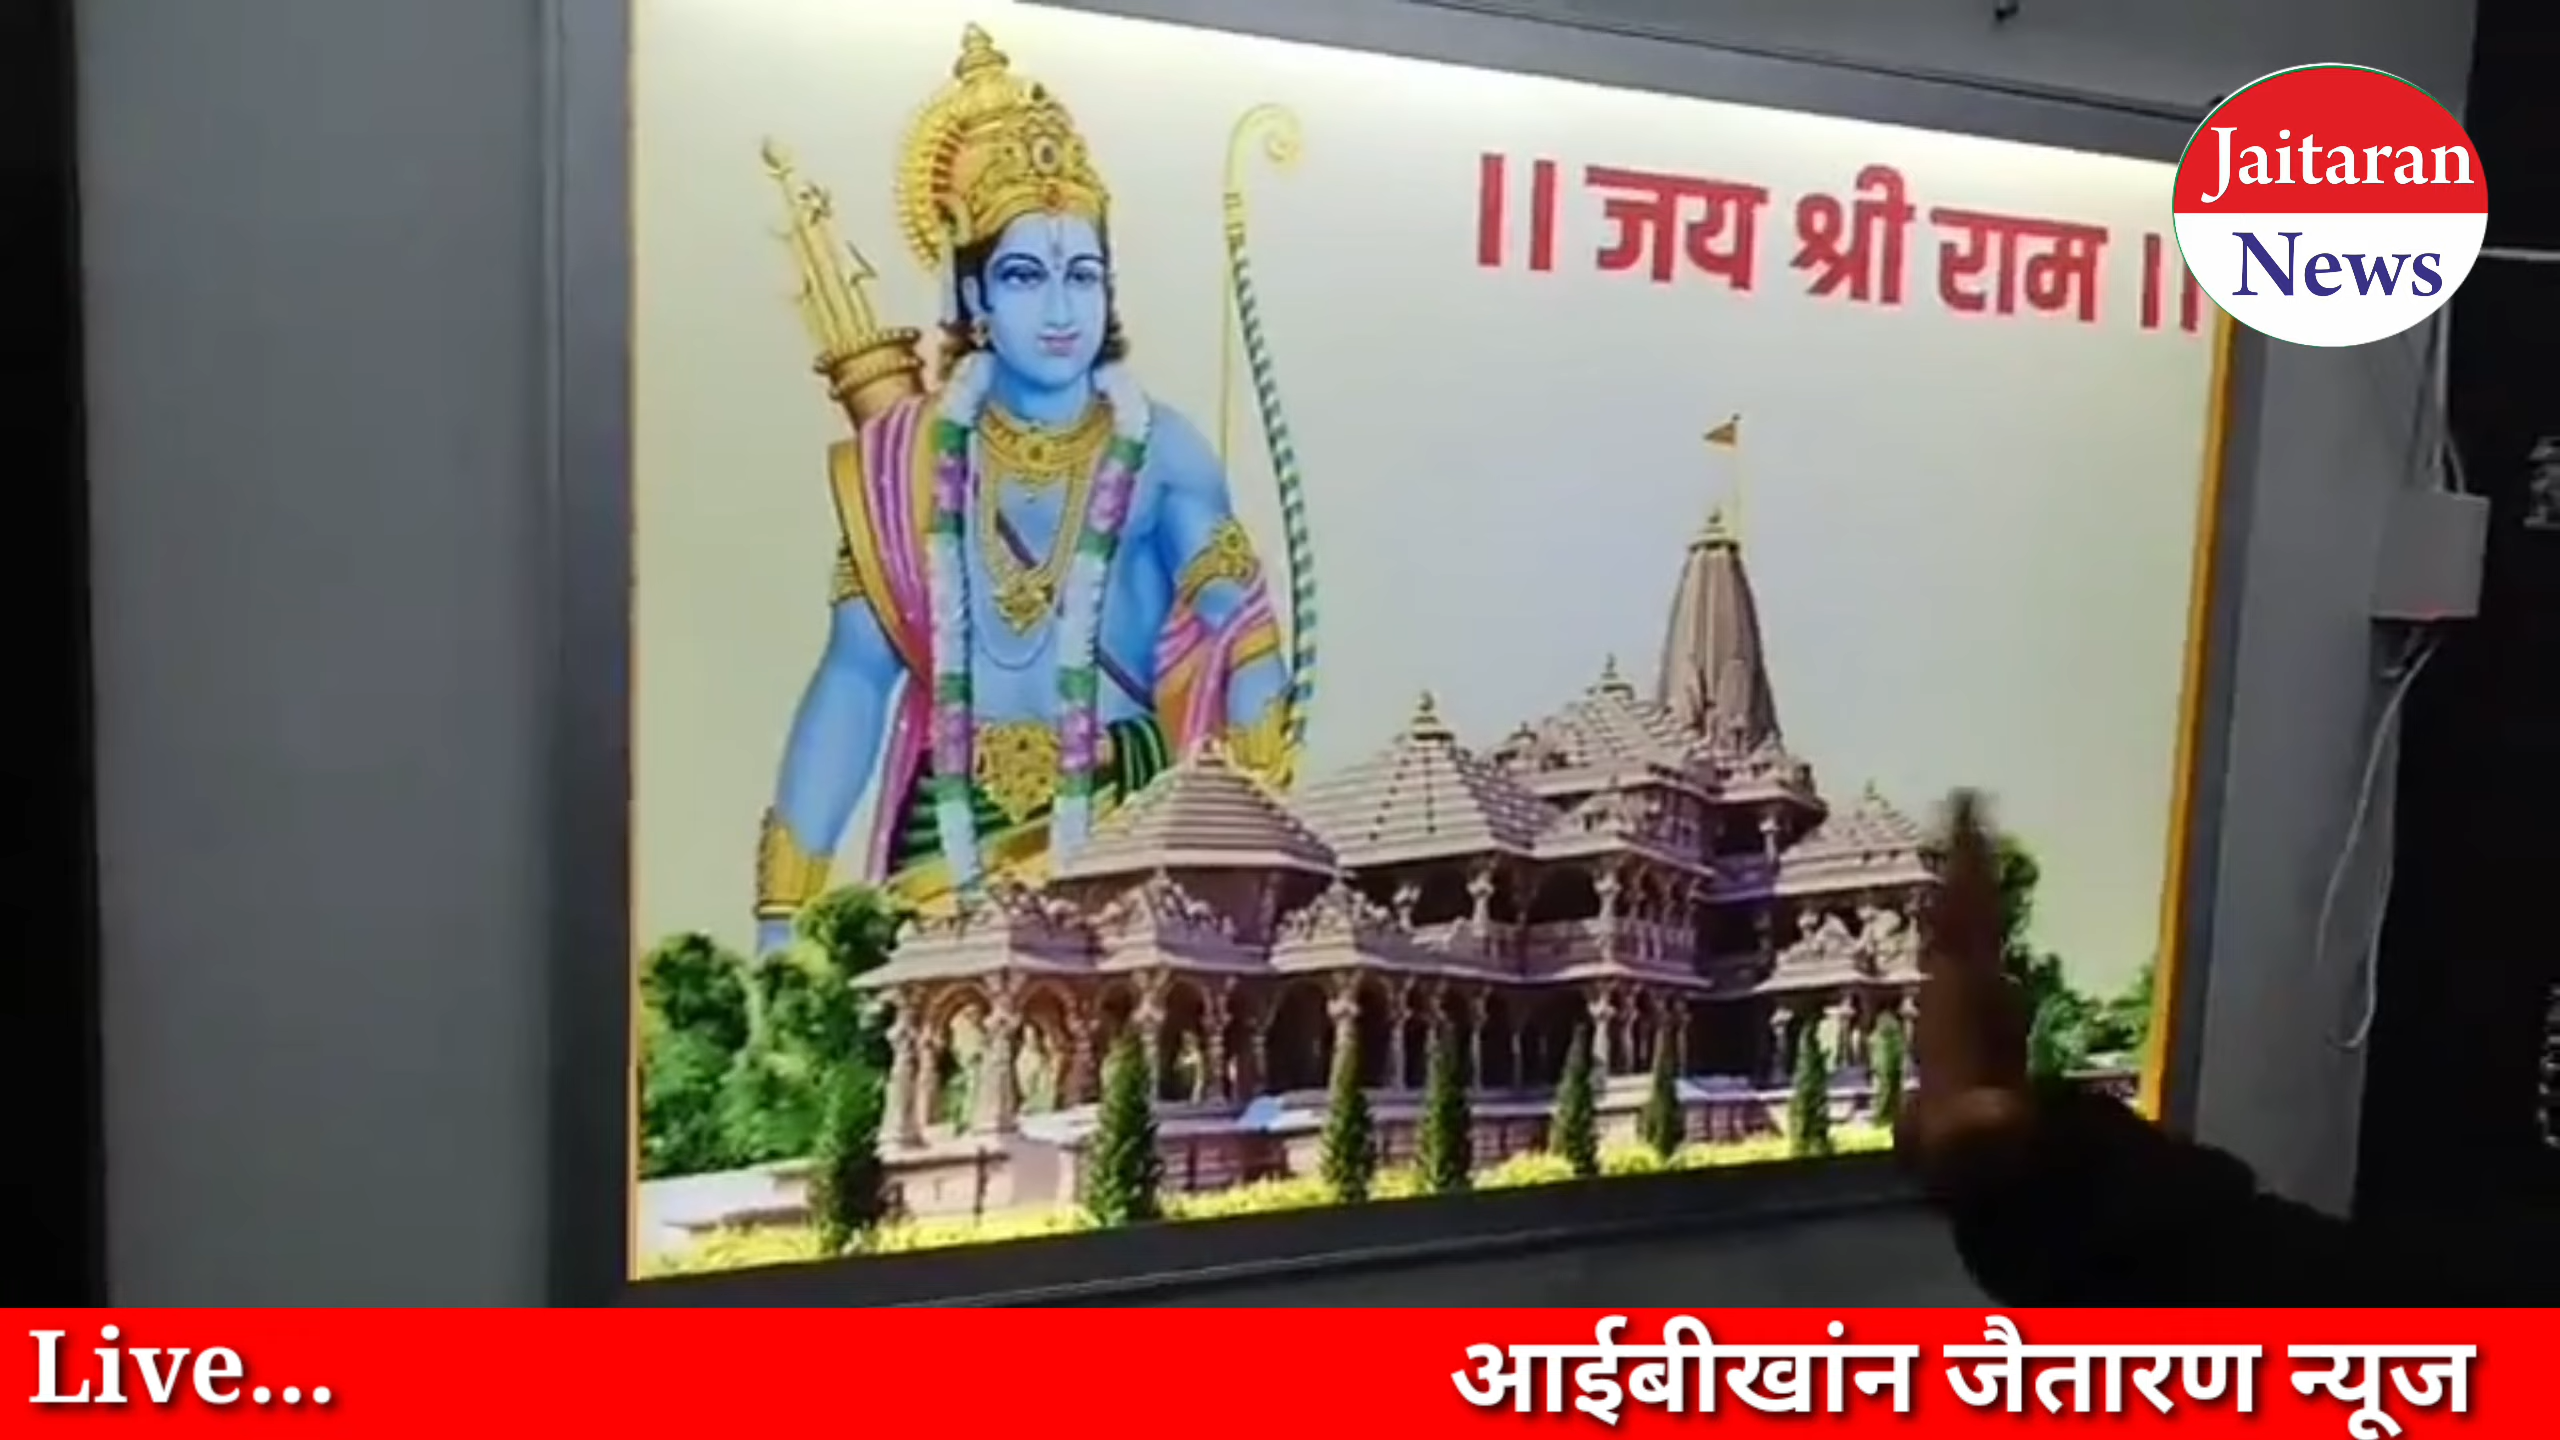 ।। जय श्री राम ।।
Jaitaran
News
Live...
आईबीखांन जैतारण न्यूज